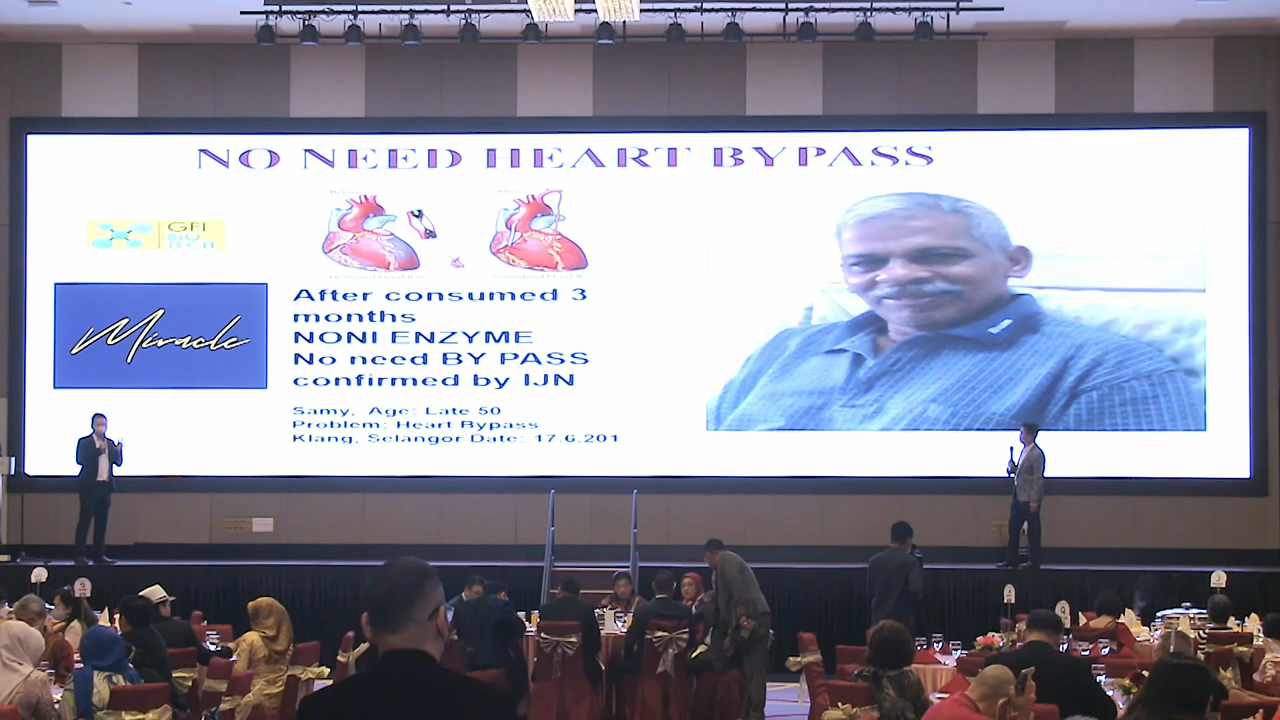 NO NEED HEART BYPASS
GFI
BIO
TECH
Miracle
After consumed 3
months
NONI ENZYME
No need BY PASS
confirmed by IJN
Samy, Age: Late 50
Problem: Heart Bypass
Klang, Selangor Date: 17.6.201